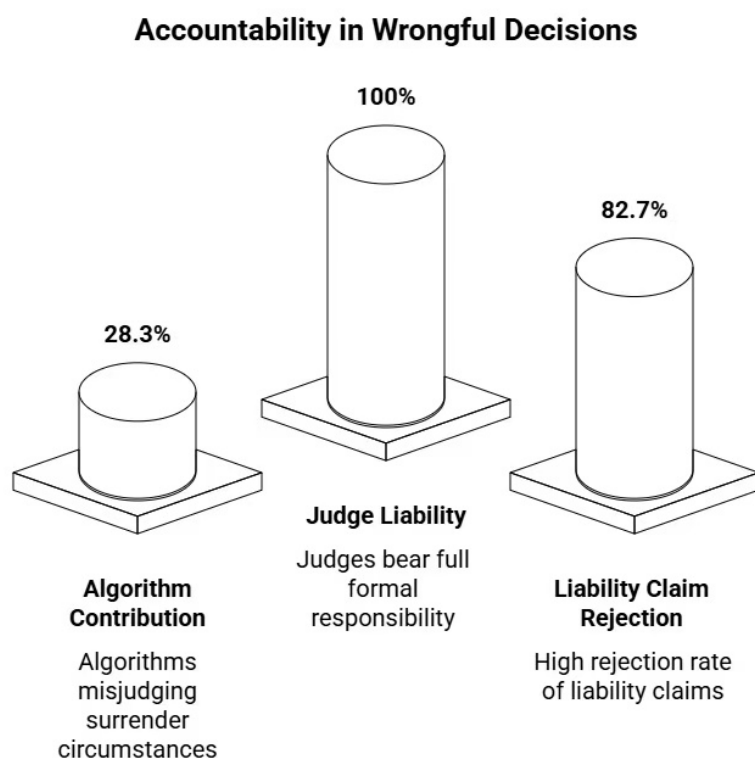 Accountability in Wrongful Decisions
28.3%
Algorithm
Contribution
Algorithms
misjudging
surrender
circumstances
100%
Judge Liability
Judges bear full
formal
responsibility
82.7%
Liability Claim
Rejection
High rejection rate
of liability claims